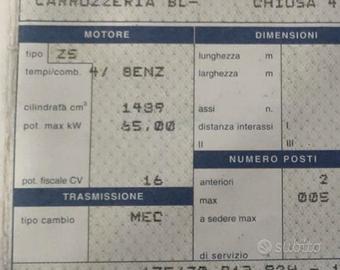 CARROZZERIA BL- CHIUSA 4
MOTORE
tipo Z5
tempi/comb. 4/ BENZ
cilindrata cm³ 1489
pot. max kW 65,00
pot. fiscale CV 16
TRASMISSIONE
tipo cambio MEC
DIMENSIONI
lunghezza m
larghezza m
assi n.
distanza interassi I
II III
NUMERO POSTI
anteriori 2
max 005
a sedere max
di servizio
subito